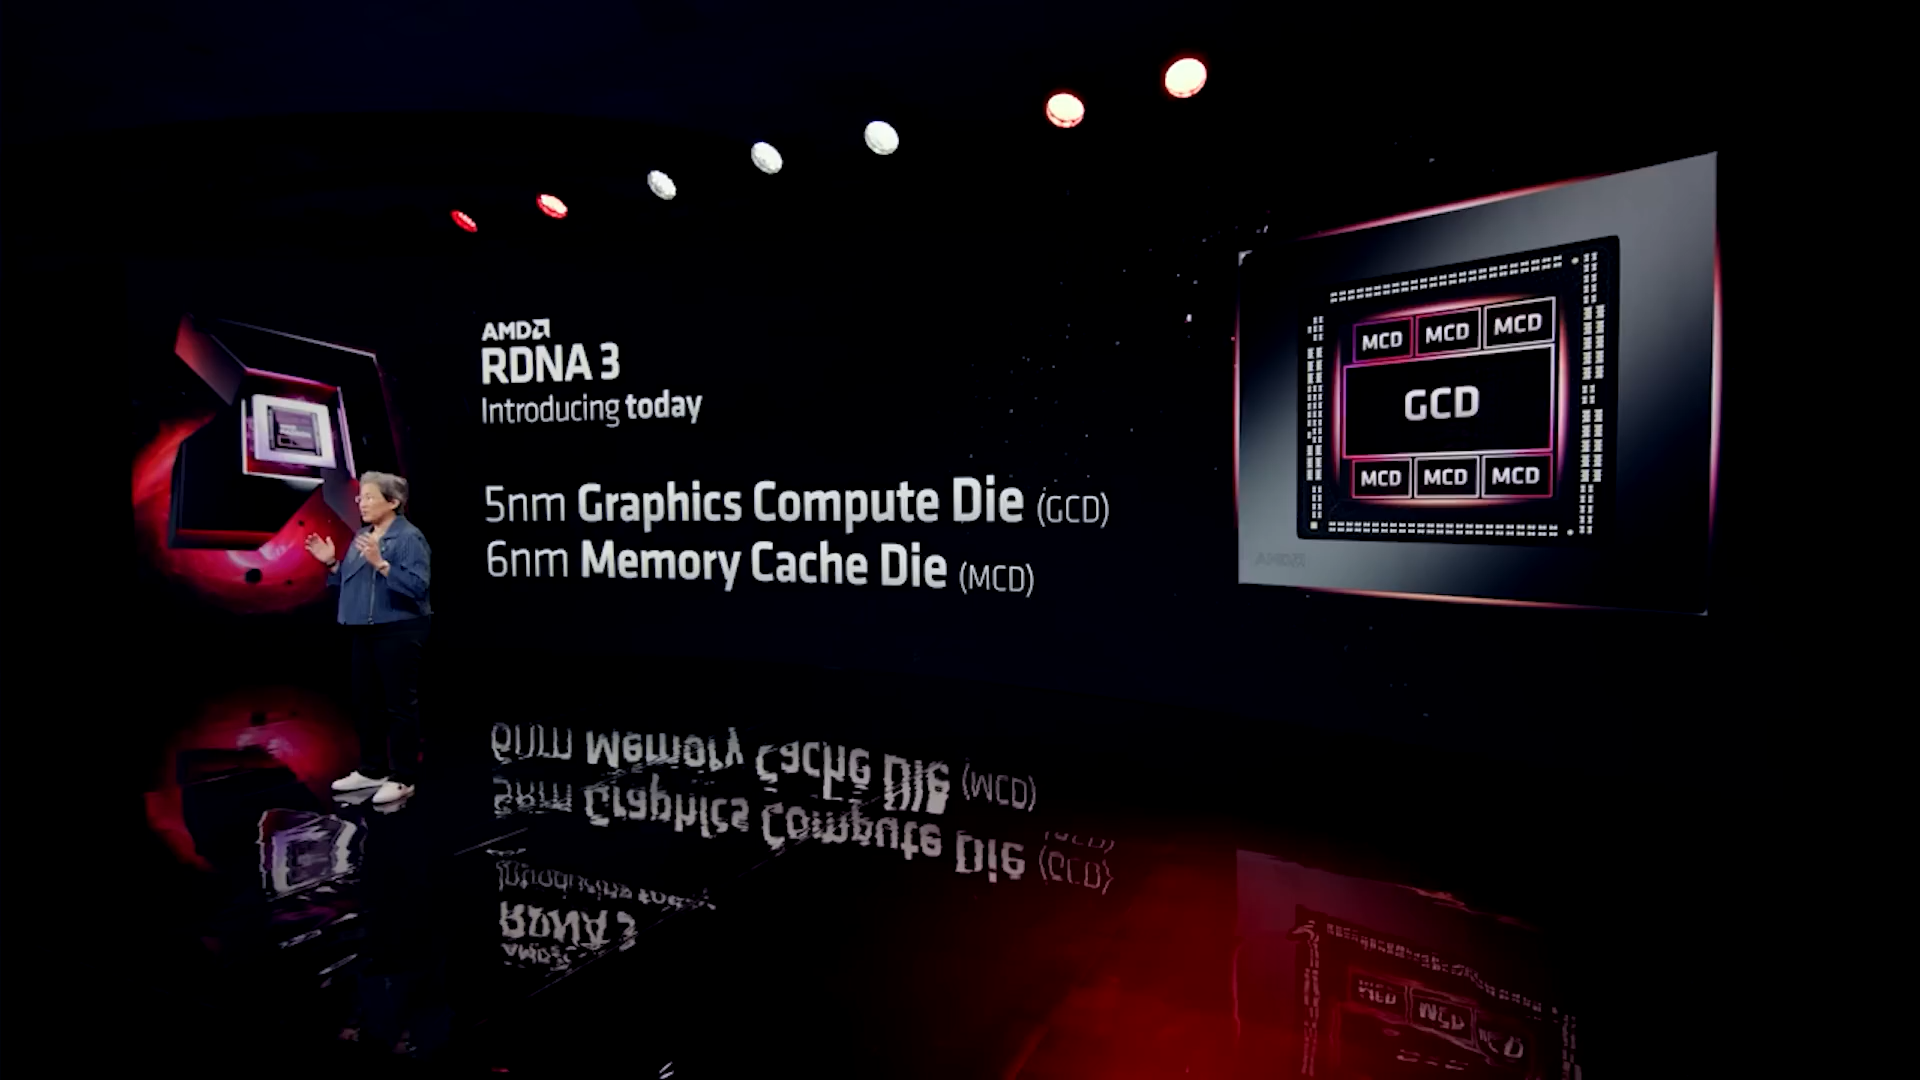 AMD
RDNA 3
Introducing today
5nm Graphics Compute Die (GCD)
6nm Memory Cache Die (MCD)
MCD MCD MCD
GCD
MCD MCD MCD
AMD